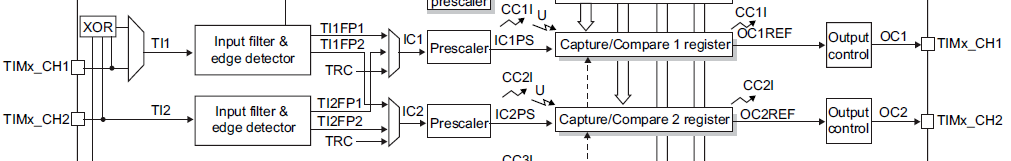 prescaler
CC1I
U
CC1I
XOR
TI1
Input filter &
edge detector
TI1FP1
TI1FP2
TRC
IC1
Prescaler
IC1PS
Capture/Compare 1 register
OC1REF
Output
control
OC1
TIMx_CH1
TIMx_CH1
CC2I
U
CC2I
TIMx_CH2
TI2
Input filter &
edge detector
TI2FP1
TI2FP2
TRC
IC2
Prescaler
IC2PS
Capture/Compare 2 register
OC2REF
Output
control
OC2
TIMx_CH2
CC3I